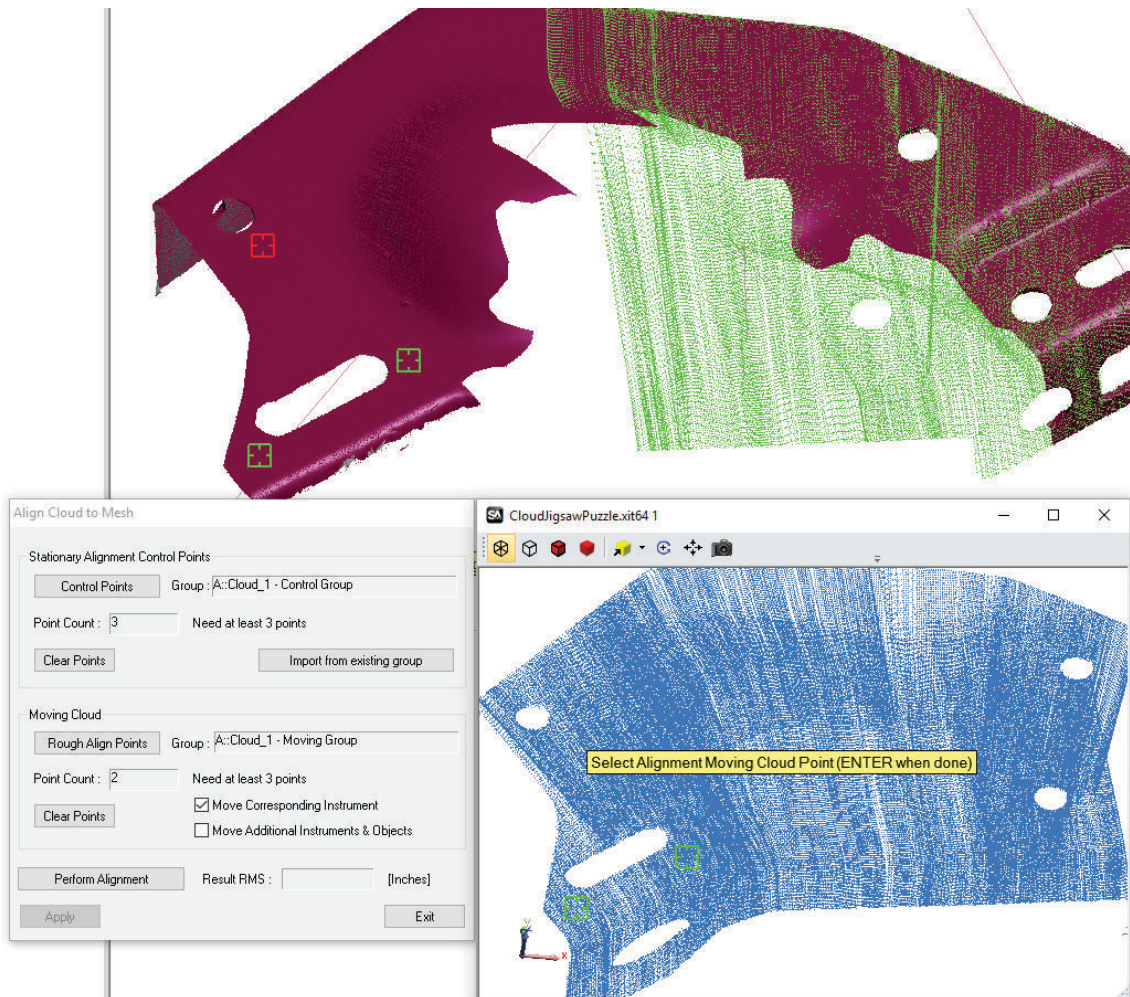 Align Cloud to Mesh
Stationary Alignment Control Points
Control Points Group : A::Cloud_1 - Control Group
Point Count : 3 Need at least 3 points
Clear Points Import from existing group
Moving Cloud
Rough Align Points Group : A::Cloud_1 - Moving Group
Point Count : 2 Need at least 3 points
Clear Points
Move Corresponding Instrument
Move Additional Instruments & Objects
Perform Alignment Result RMS : [Inches]
Apply Exit
SA CloudJigsawPuzzle.xit64 1
Select Alignment Moving Cloud Point (ENTER when done)
Y
X